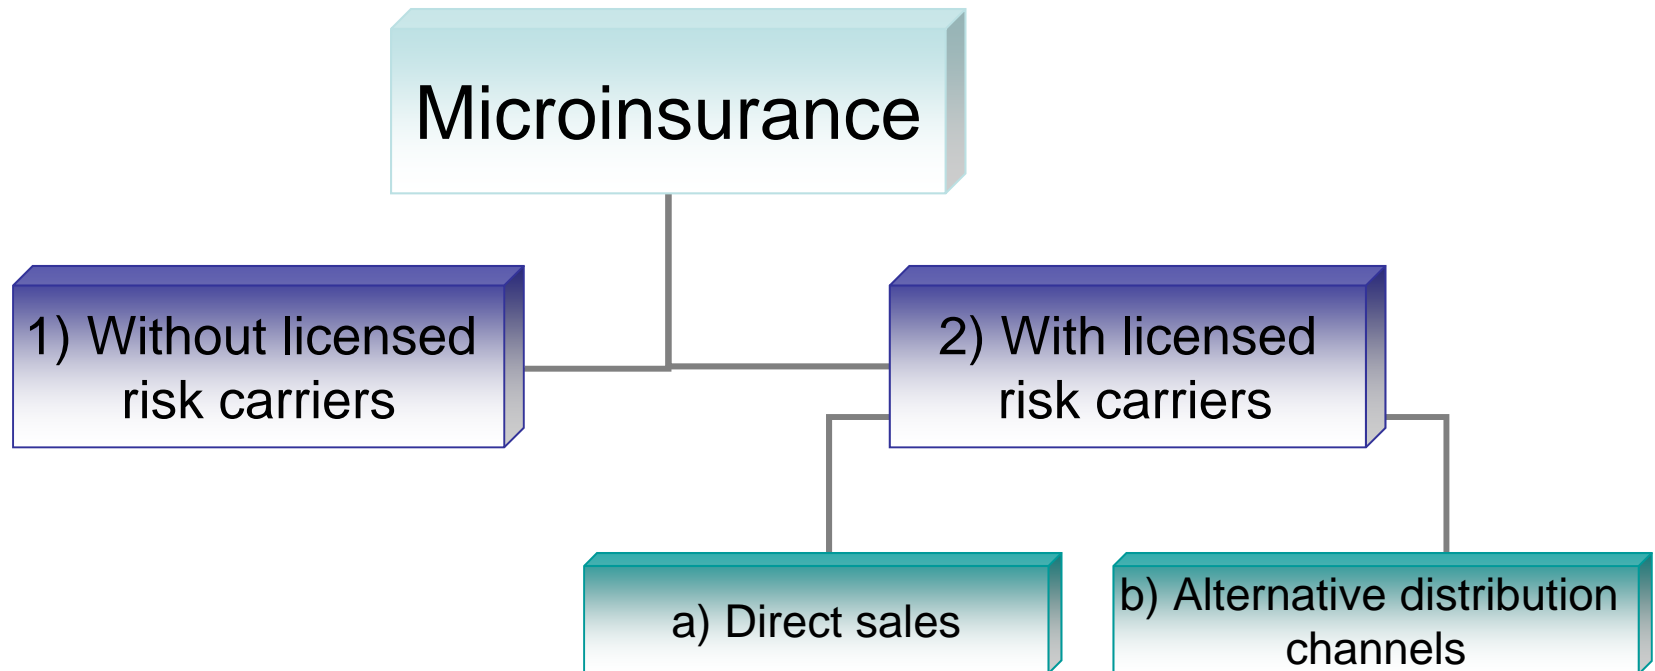 Microinsurance
1) Without licensed
risk carriers
2) With licensed
risk carriers
a) Direct sales
b) Alternative distribution
channels